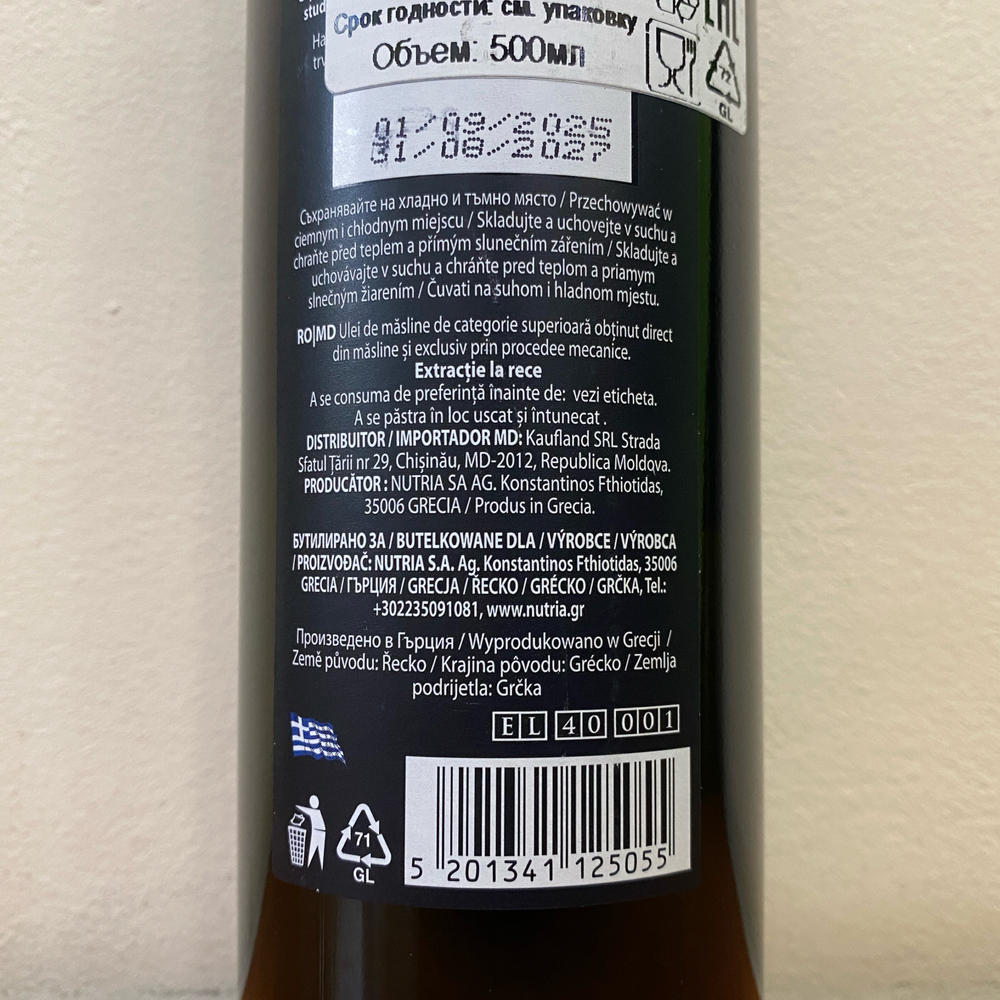 stud
Ha
Срок годности: см. упаковку
Объем: 500мл
EAC
72
GL
01/09/2025
31/08/2027
Съхранявайте на хладно и тъмно място / Przechowywać w
ciemnym i chłodnym miejscu / Skladujte a uchovejte v suchu a
chraňte před teplem a přímým slunečním zářením / Skladujte a
uchovávajte v suchu a chráňte pred teplom a priamym
slnečným žiarením / Čuvati na suhom i hladnom mjestu.
RO|MD Ulei de măsline de categorie superioară obținut direct
din măsline și exclusiv prin procedee mecanice.
Extracție la rece
A se consuma de preferință înainte de: vezi eticheta.
A se păstra în loc uscat și întunecat .
DISTRIBUITOR / IMPORTADOR MD: Kaufland SRL Strada
Sfatul Țării nr 29, Chișinău, MD-2012, Republica Moldova.
PRODUCĂTOR : NUTRIA SA AG. Konstantinos Fthiotidas,
35006 GRECIA / Produs in Grecia.
БУТИЛИРАНО ЗА / BUTELKOWANE DLA / VÝROBCE / VÝROBCA
/ PROIZVOĐAČ: NUTRIA S.A. Ag. Konstantinos Fthiotidas, 35006
GRECIA / ГЪРЦИЯ / GRECJA / ŘECKO / GRÉCKO / GRČKA, Tel.:
+302235091081, www.nutria.gr
Произведено в Гърция / Wyprodukowano w Grecji /
Země původu: Řecko / Krajina pôvodu: Grécko / Zemlja
podrijetla: Grčka
EL 40 001
71
GL
5 201341 125055